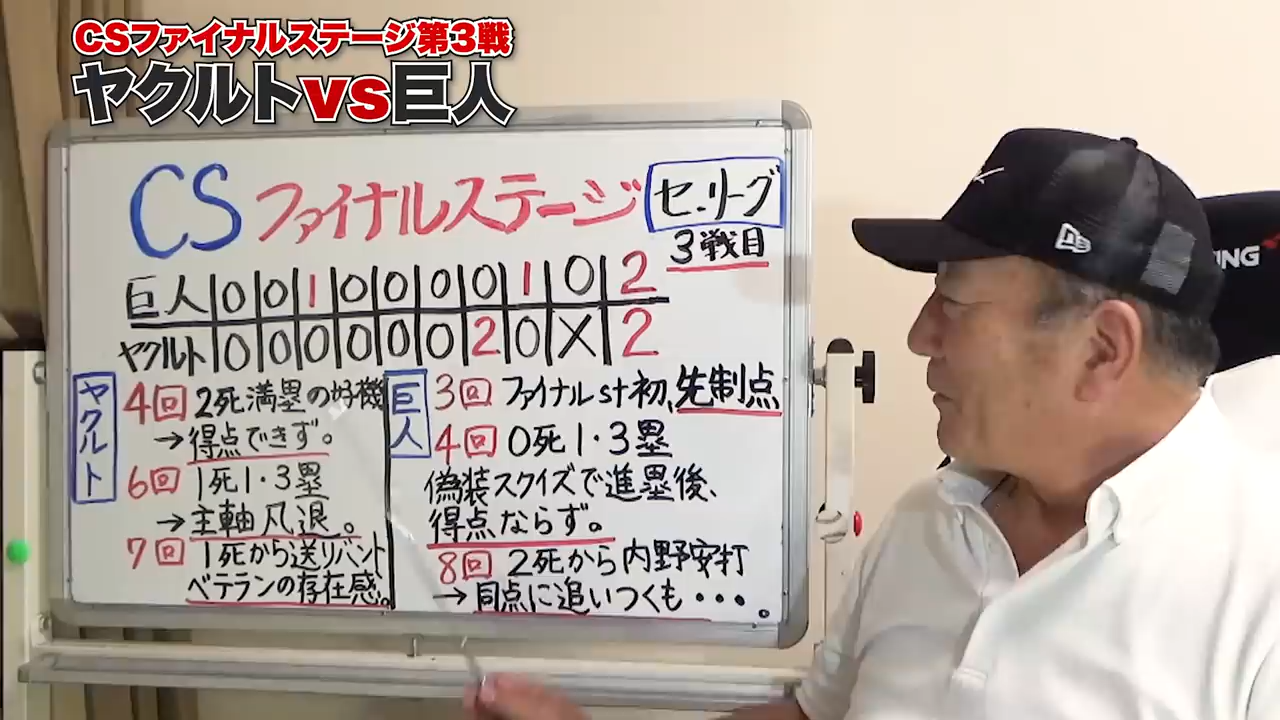 CSファイナルステージ第3戦
ヤクルトvs巨人
CSファイナルステージ セ・リーグ
3戦目
巨人 0 0 1 0 0 0 0 1 0 2
ヤクルト 0 0 0 0 0 0 2 0 X 2
ヤクルト
4回 2死満塁の好機
→得点できず。
6回 1死1・3塁
→主軸凡退。
7回 1死から送りバント
ベテランの存在感。
巨人
3回 ファイナルst初、先制点
4回 0死1・3塁
偽装スクイズで進塁後、
得点ならず。
8回 2死から内野安打
→同点に追いつくも・・・。
ING